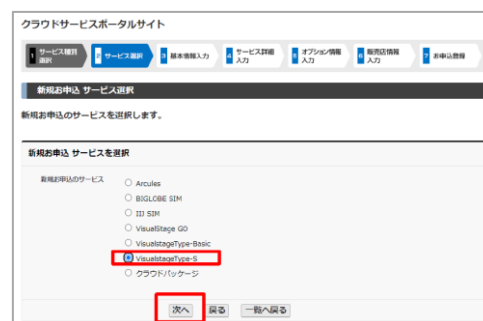 クラウドサービスポータルサイト
1 サービス種別選択 2 サービス選択 3 基本情報入力 4 サービス詳細入力 5 オプション情報入力 6 販売店情報入力 7 お申込登録
新規お申込 サービス選択
新規お申込のサービスを選択します。
新規お申込 サービスを選択
新規お申込のサービス
Arcules
BIGLOBE SIM
IIJ SIM
VisualStage GO
VisualstageType-Basic
VisualstageType-S
クラウドパッケージ
次へ 戻る 一覧へ戻る